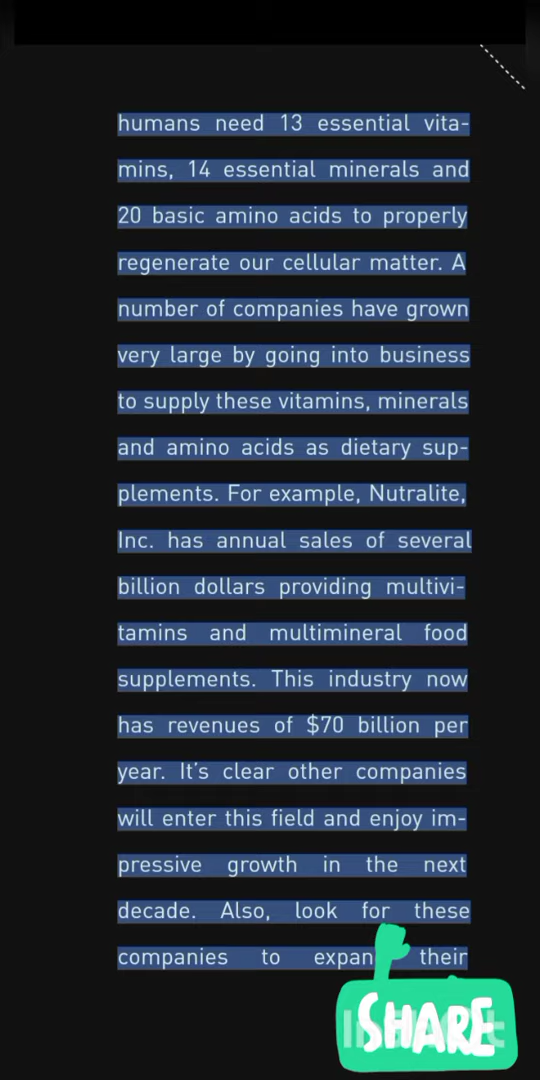 humans need 13 essential vita-
mins, 14 essential minerals and
20 basic amino acids to properly
regenerate our cellular matter. A
number of companies have grown
very large by going into business
to supply these vitamins, minerals
and amino acids as dietary sup-
plements. For example, Nutralite,
Inc. has annual sales of several
billion dollars providing multivi-
tamins and multimineral food
supplements. This industry now
has revenues of $70 billion per
year. It's clear other companies
will enter this field and enjoy im-
pressive growth in the next
decade. Also, look for these
companies to expand their
SHARE